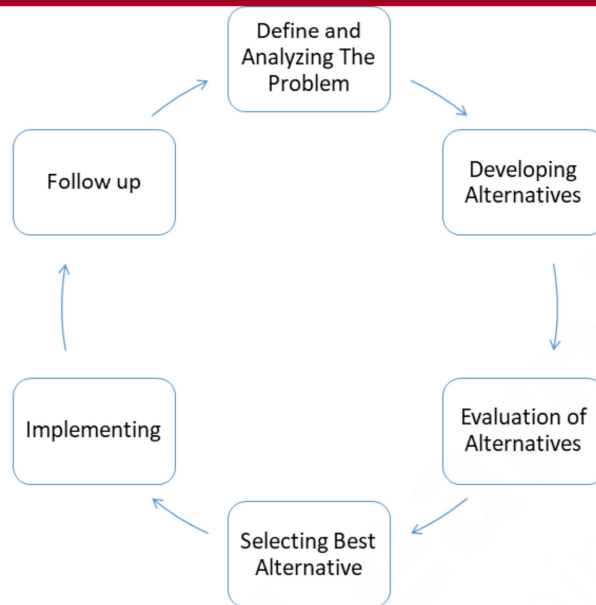 Define and
Analyzing The
Problem
Developing
Alternatives
Evaluation of
Alternatives
Selecting Best
Alternative
Implementing
Follow up